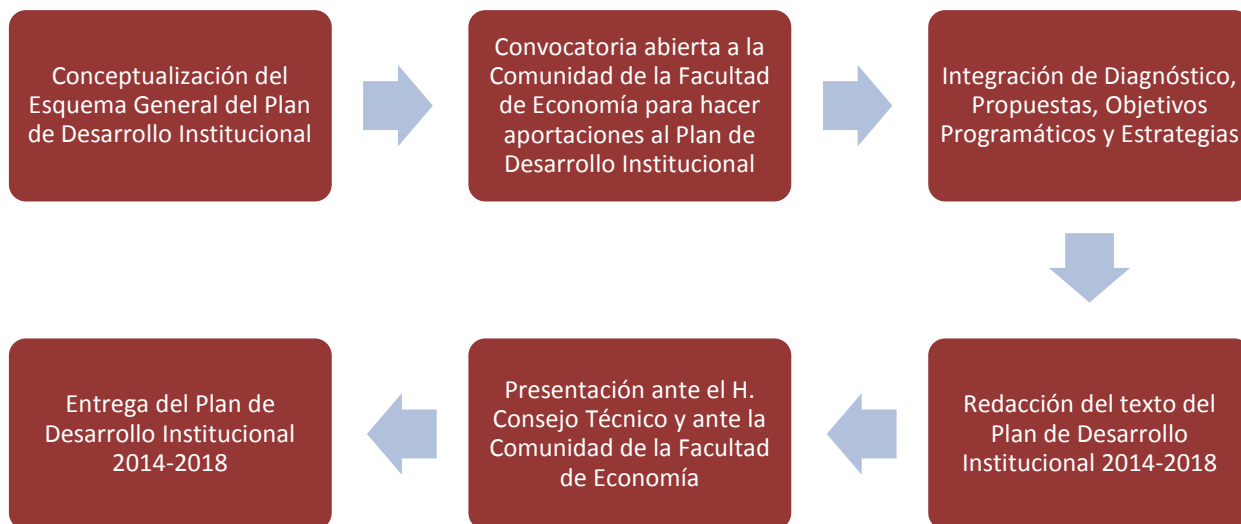 Conceptualización del
Esquema General del Plan
de Desarrollo Institucional
Convocatoria abierta a la
Comunidad de la Facultad
de Economía para hacer
aportaciones al Plan de
Desarrollo Institucional
Integración de Diagnóstico,
Propuestas, Objetivos
Programáticos y Estrategias
Redacción del texto del
Plan de Desarrollo
Institucional 2014-2018
Presentación ante el H.
Consejo Técnico y ante la
Comunidad de la Facultad
de Economía
Entrega del Plan de
Desarrollo Institucional
2014-2018